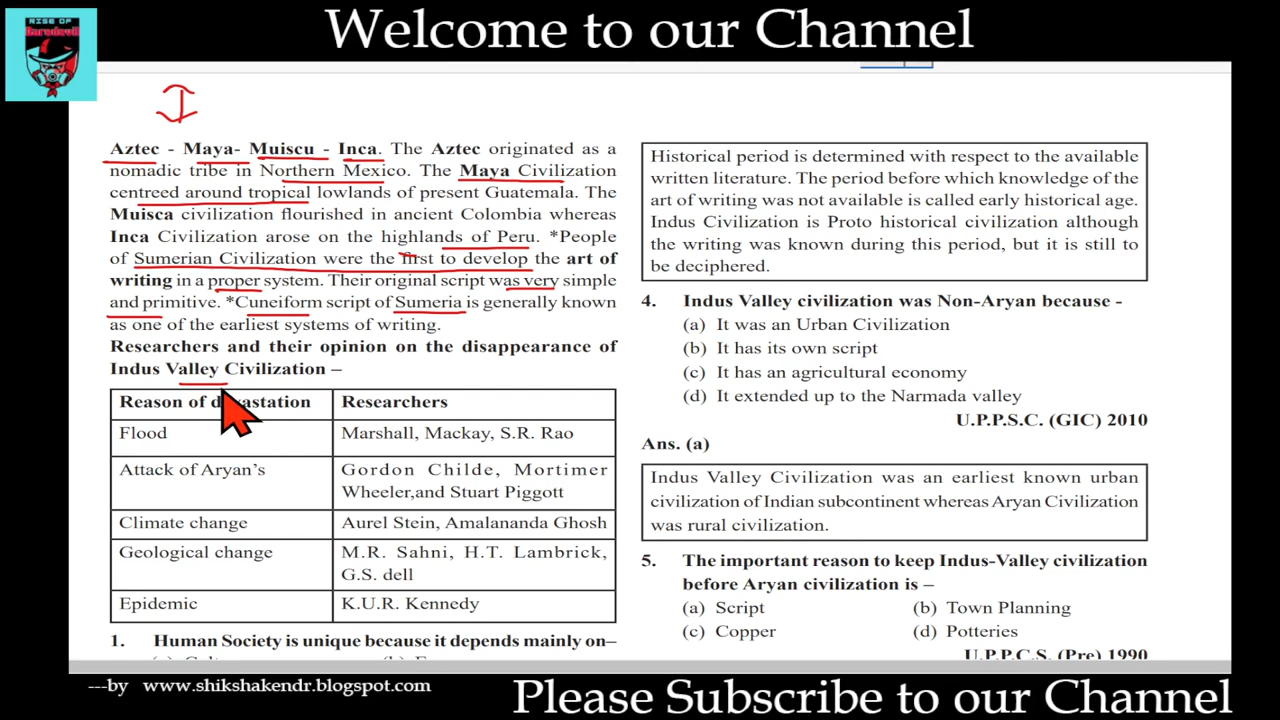 Welcome to our Channel
RISE OF
Daredevil
Aztec - Maya- Muiscu - Inca. The Aztec originated as a
nomadic tribe in Northern Mexico. The Maya Civilization
centreed around tropical lowlands of present Guatemala. The
Muisca civilization flourished in ancient Colombia whereas
Inca Civilization arose on the highlands of Peru. *People
of Sumerian Civilization were the first to develop the art of
writing in a proper system. Their original script was very simple
and primitive. *Cuneiform script of Sumeria is generally known
as one of the earliest systems of writing.
Researchers and their opinion on the disappearance of
Indus Valley Civilization –
Reason of devastation Researchers
Flood Marshall, Mackay, S.R. Rao
Attack of Aryan's Gordon Childe, Mortimer
Wheeler,and Stuart Piggott
Climate change Aurel Stein, Amalananda Ghosh
Geological change M.R. Sahni, H.T. Lambrick,
G.S. dell
Epidemic K.U.R. Kennedy
1. Human Society is unique because it depends mainly on–
Historical period is determined with respect to the available
written literature. The period before which knowledge of the
art of writing was not available is called early historical age.
Indus Civilization is Proto historical civilization although
the writing was known during this period, but it is still to
be deciphered.
4. Indus Valley civilization was Non-Aryan because -
(a) It was an Urban Civilization
(b) It has its own script
(c) It has an agricultural economy
(d) It extended up to the Narmada valley
U.P.P.S.C. (GIC) 2010
Ans. (a)
Indus Valley Civilization was an earliest known urban
civilization of Indian subcontinent whereas Aryan Civilization
was rural civilization.
5. The important reason to keep Indus-Valley civilization
before Aryan civilization is –
(a) Script (b) Town Planning
(c) Copper (d) Potteries
U.P.P.C.S. (Pre) 1990
---by www.shikshakendr.blogspot.com
Please Subscribe to our Channel